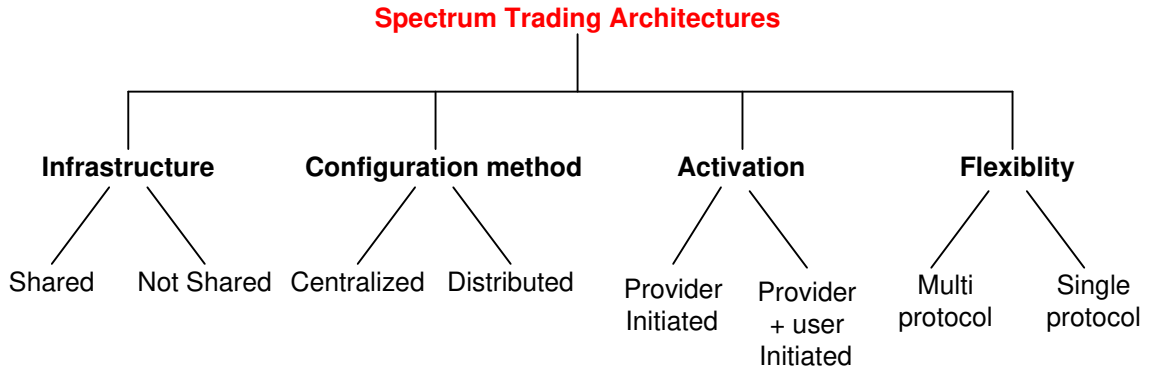 Spectrum Trading Architectures
Infrastructure
Configuration method
Activation
Flexiblity
Shared
Not Shared
Centralized
Distributed
Provider
Initiated
Provider
+ user
Initiated
Multi
protocol
Single
protocol